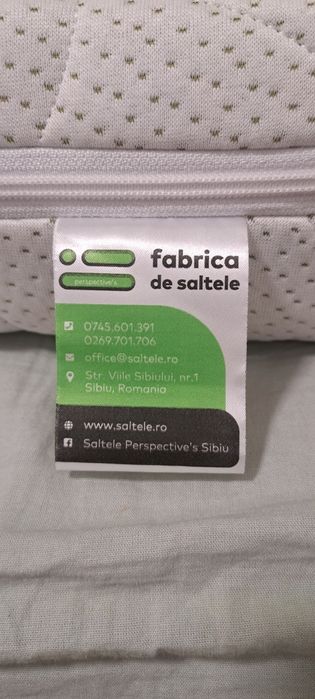 fabrica
de saltele
perspective's
0745.601.391
0269.701.706
office@saltele.ro
Str. Viile Sibiului, nr.1
Sibiu, Romania
www.saltele.ro
Saltele Perspective's Sibiu